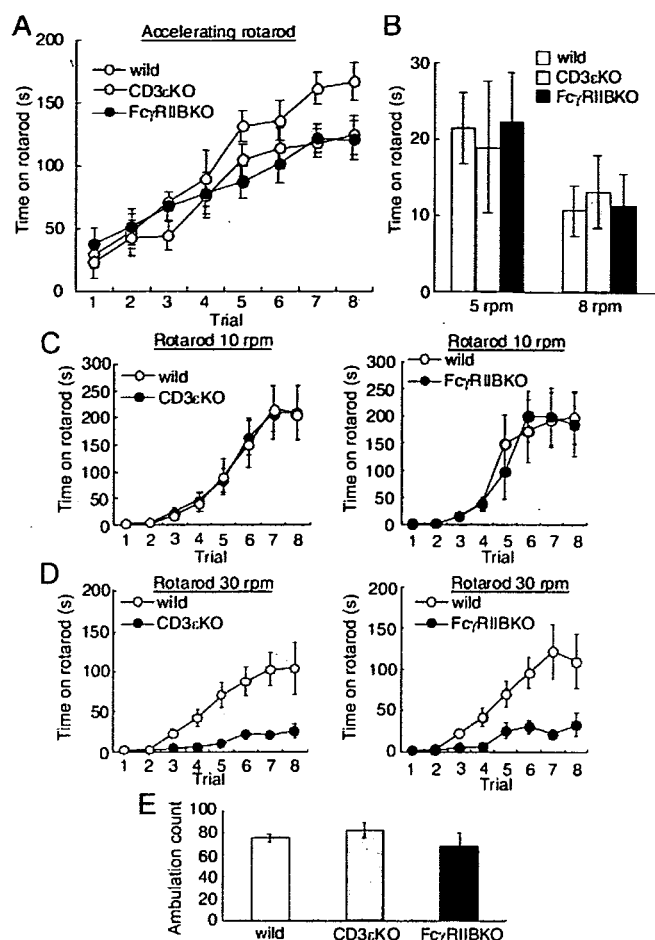 A
Accelerating rotarod
wild
CD3εKO
FcγRIIBKO
Time on rotarod (s)
200
150
100
50
0
1 2 3 4 5 6 7 8
Trial
B
wild
CD3εKO
FcγRIIBKO
Time on rotarod (s)
30
20
10
0
5 rpm 8 rpm
C
Rotarod 10 rpm
wild
CD3εKO
Time on rotarod (s)
300
250
200
150
100
50
0
1 2 3 4 5 6 7 8
Trial
Rotarod 10 rpm
wild
FcγRIIBKO
Time on rotarod (s)
300
250
200
150
100
50
0
1 2 3 4 5 6 7 8
Trial
D
Rotarod 30 rpm
wild
CD3εKO
Time on rotarod (s)
200
150
100
50
0
1 2 3 4 5 6 7 8
Trial
Rotarod 30 rpm
wild
FcγRIIBKO
Time on rotarod (s)
200
150
100
50
0
1 2 3 4 5 6 7 8
Trial
E
Ambulation count
100
80
60
40
20
0
wild CD3εKO FcγRIIBKO